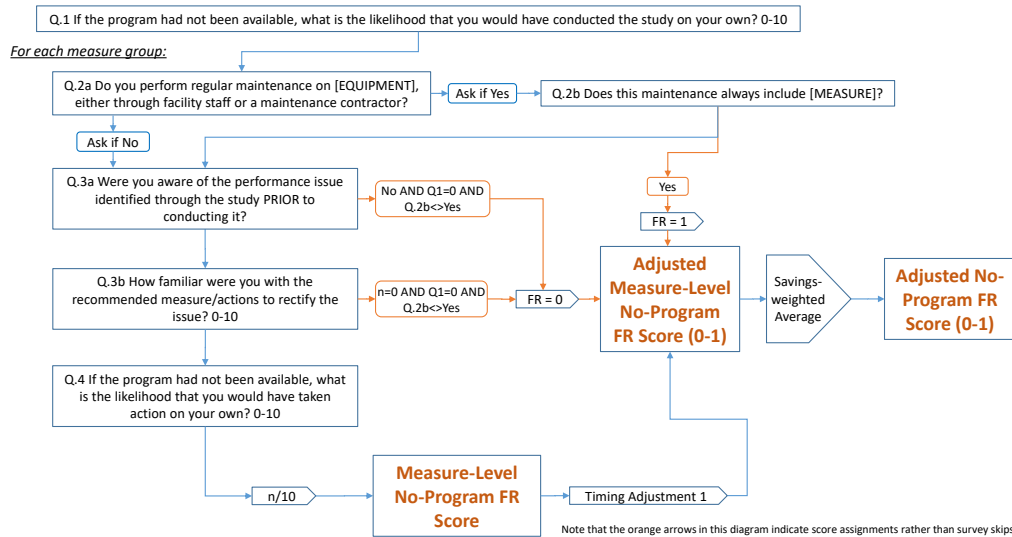 Q.1 If the program had not been available, what is the likelihood that you would have conducted the study on your own? 0-10
For each measure group:
Q.2a Do you perform regular maintenance on [EQUIPMENT],
either through facility staff or a maintenance contractor?
Ask if Yes
Q.2b Does this maintenance always include [MEASURE]?
Ask if No
Q.3a Were you aware of the performance issue
identified through the study PRIOR to
conducting it?
No AND Q1=0 AND
Q.2b<>Yes
Yes
FR = 1
Q.3b How familiar were you with the
recommended measure/actions to rectify the
issue? 0-10
n=0 AND Q1=0 AND
Q.2b<>Yes
FR = 0
Adjusted
Measure-Level
No-Program
FR Score (0-1)
Savings-
weighted
Average
Adjusted No-
Program FR
Score (0-1)
Q.4 If the program had not been available, what
is the likelihood that you would have taken
action on your own? 0-10
n/10
Measure-Level
No-Program FR
Score
Timing Adjustment 1
Note that the orange arrows in this diagram indicate score assignments rather than survey skips